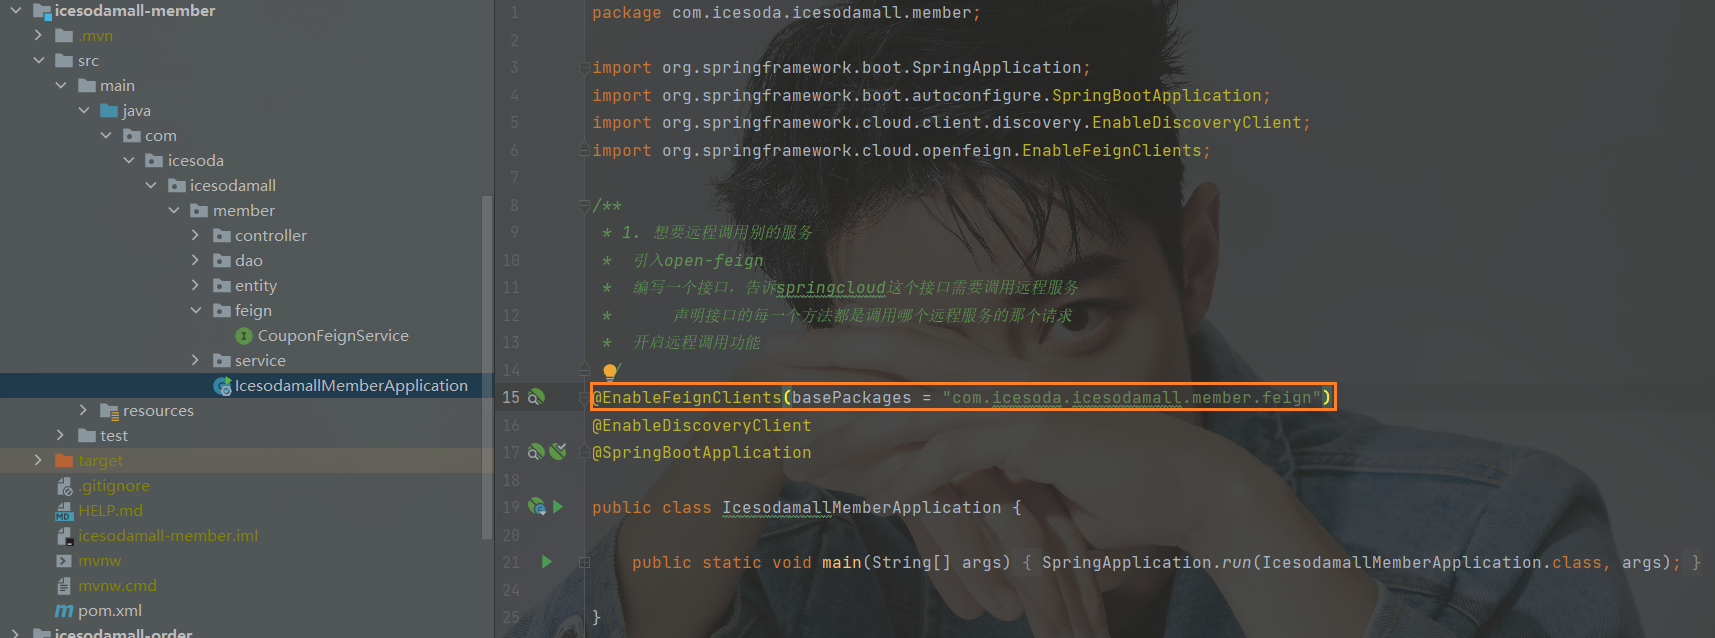 icesodamall-member
.mvn
src
main
java
com
icesoda
icesodamall
member
controller
dao
entity
feign
CouponFeignService
service
IcesodamallMemberApplication
resources
test
target
.gitignore
HELP.md
icesodamall-member.iml
mvnw
mvnw.cmd
pom.xml
icesodamall-order
1 package com.icesoda.icesodamall.member;
2
3 import org.springframework.boot.SpringApplication;
4 import org.springframework.boot.autoconfigure.SpringBootApplication;
5 import org.springframework.cloud.client.discovery.EnableDiscoveryClient;
6 import org.springframework.cloud.openfeign.EnableFeignClients;
7
8 /**
9 * 1. 想要远程调用别的服务
10 * 引入open-feign
11 * 编写一个接口，告诉springcloud这个接口需要调用远程服务
12 * 声明接口的每一个方法都是调用哪个远程服务的那个请求
13 * 开启远程调用功能
14 /
15 @EnableFeignClients(basePackages = "com.icesoda.icesodamall.member.feign")
16 @EnableDiscoveryClient
17 @SpringBootApplication
18
19 public class IcesodamallMemberApplication {
20
21 public static void main(String[] args) { SpringApplication.run(IcesodamallMemberApplication.class, args); }
24
25 }